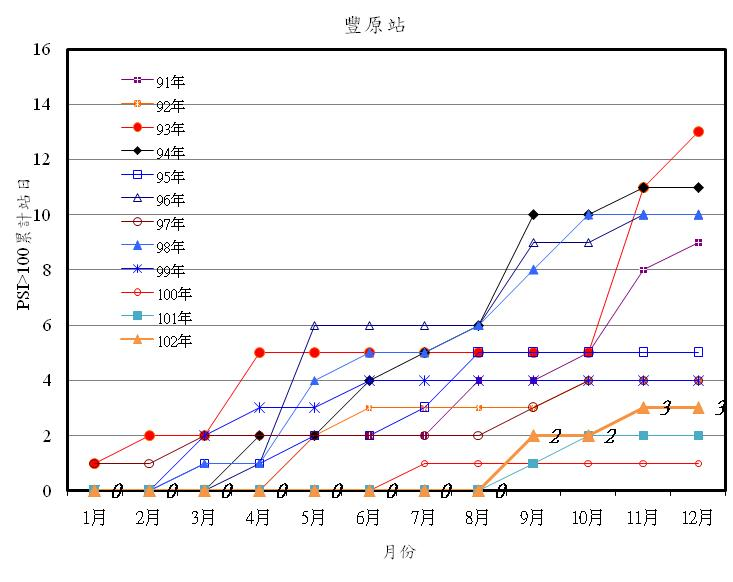 豐原站
PSI>100累計站日
16
14
12
10
8
6
4
2
0
91年
92年
93年
94年
95年
96年
97年
98年
99年
100年
101年
102年
0 0 0 0 0 0 0 0 2 2 3 3
1月 2月 3月 4月 5月 6月 7月 8月 9月 10月 11月 12月
月份